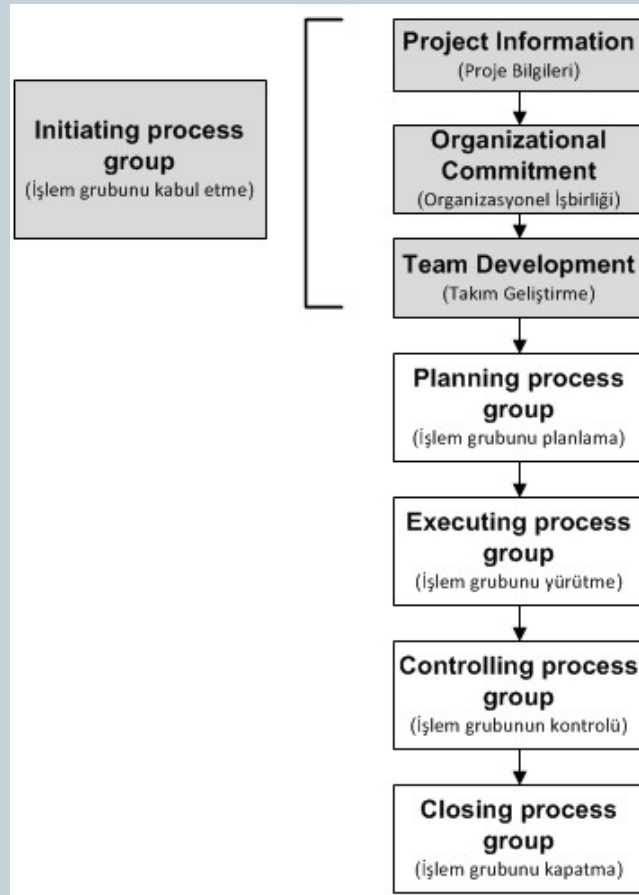 Initiating process
group
(İşlem grubunu kabul etme)
Project Information
(Proje Bilgileri)
Organizational
Commitment
(Organizasyonel İşbirliği)
Team Development
(Takım Geliştirme)
Planning process
group
(İşlem grubunu planlama)
Executing process
group
(İşlem grubunu yürütme)
Controlling process
group
(İşlem grubunun kontrolü)
Closing process
group
(İşlem grubunu kapatma)